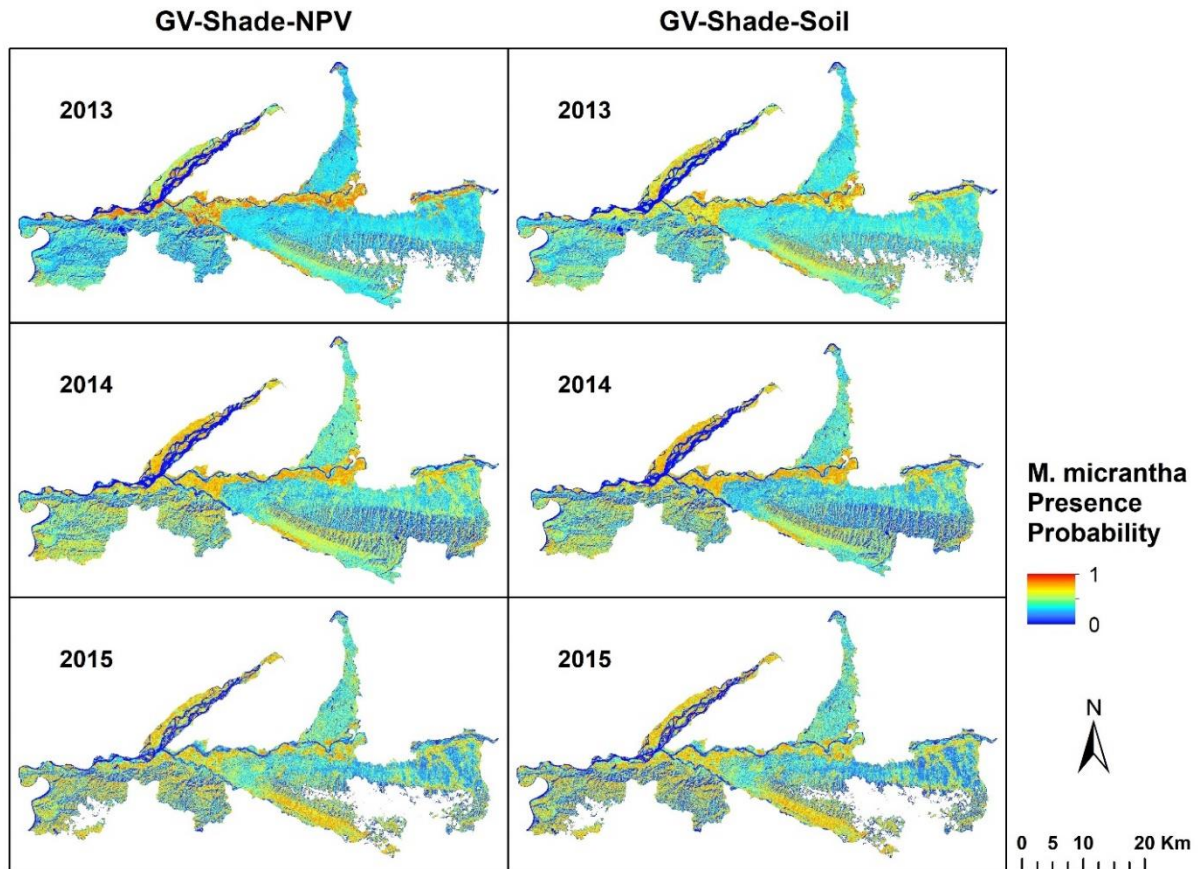 GV-Shade-NPV
GV-Shade-Soil
2013
2013
2014
2014
2015
2015
M. micrantha
Presence
Probability
1
0
N
0 5 10 20 Km